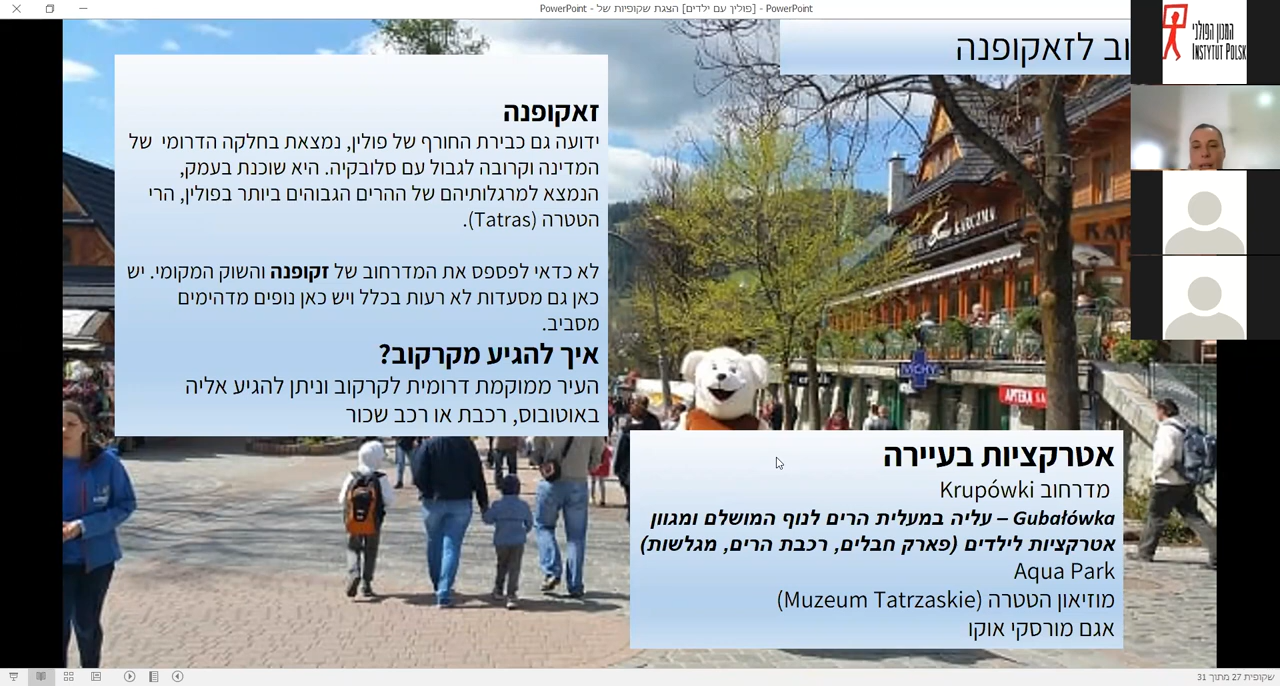 PowerPoint - [פוליך עם ילדים] הצגת שקופיות של - PowerPoint
וב לזאקופנה
המכון הפולני
INSTYTUT POLSK
זאקופנה
ידועה גם כבירת החורף של פולין, נמצאת בחלקה הדרומי של
המדינה וקרובה לגבול עם סלובקיה. היא שוכנת בעמק,
הנמצא למרגלותיהם של ההרים הגבוהים ביותר בפולין, הרי
הטטרה (Tatras).
לא כדאי לפספס את המדרחוב של זקופנה והשוק המקומי. יש
כאן גם מסעדות לא רעות בכלל ויש כאן נופים מדהימים
מסביב.
איך להגיע מקרקוב?
העיר ממוקמת דרומית לקרקוב וניתן להגיע אליה
באוטובוס, רכבת או רכב שכור
KARCZMA
VICHY
APTEKA
אטרקציות בעיירה
מדרחוב Krupówki
Gubałówka – עליה במעלית הרים לנוף המושלם ומגוון
אטרקציות לילדים (פארק חבלים, רכבת הרים, מגלשות)
Aqua Park
מוזיאון הטטרה (Muzeum Tatrzaskie)
אגם מורסקי אוקו
שקופית 27 מתוך 31